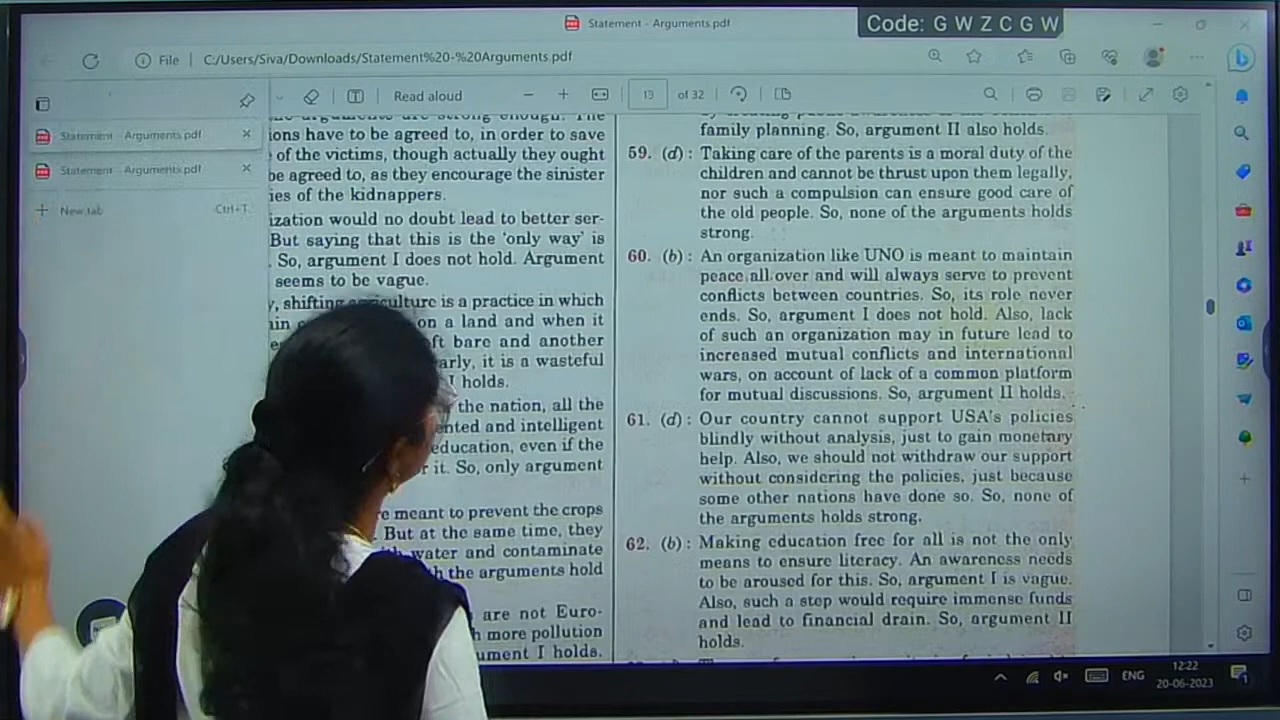 Statement - Arguments.pdf
Code: G W Z C G W
File
C:/Users/Siva/Downloads/Statement%20-%20Arguments.pdf
Read aloud
13 of 32
Statement - Arguments.pdf
Statement - Arguments.pdf
New tab
Ctrl+T
ions have to be agreed to, in order to save
of the victims, though actually they ought
be agreed to, as they encourage the sinister
ies of the kidnappers.
ization would no doubt lead to better ser-
But saying that this is the 'only way' is
. So, argument I does not hold. Argument
seems to be vague.
, shifting agriculture is a practice in which
on a land and when it
ft bare and another
arly, it is a wasteful
I holds.
the nation, all the
ented and intelligent
education, even if the
r it. So, only argument
re meant to prevent the crops
But at the same time, they
water and contaminate
h the arguments hold
are not Euro-
h more pollution
ument I holds.
family planning. So, argument II also holds.
59. (d) : Taking care of the parents is a moral duty of the
children and cannot be thrust upon them legally,
nor such a compulsion can ensure good care of
the old people. So, none of the arguments holds
strong.
60. (b) : An organization like UNO is meant to maintain
peace all over and will always serve to prevent
conflicts between countries. So, its role never
ends. So, argument I does not hold. Also, lack
of such an organization may in future lead to
increased mutual conflicts and international
wars, on account of lack of a common platform
for mutual discussions. So, argument II holds.
61. (d) : Our country cannot support USA's policies
blindly without analysis, just to gain monetary
help. Also, we should not withdraw our support
without considering the policies, just because
some other nations have done so. So, none of
the arguments holds strong.
62. (b) : Making education free for all is not the only
means to ensure literacy. An awareness needs
to be aroused for this. So, argument I is vague.
Also, such a step would require immense funds
and lead to financial drain. So, argument II
holds.
ENG
12:22
20-06-2023